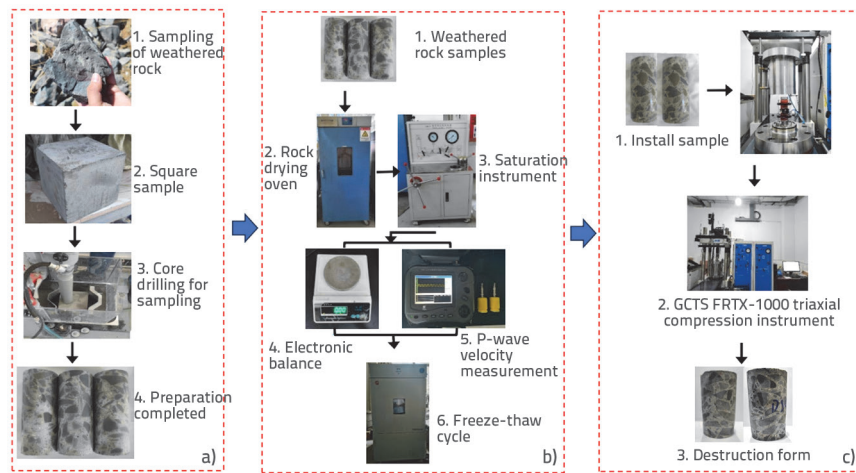 1. Sampling
of weathered
rock
2. Square
sample
3. Core
drilling for
sampling
4. Preparation
completed
a)
1. Weathered
rock samples
2. Rock
drying
oven
3. Saturation
instrument
4. Electronic
balance
5. P-wave
velocity
measurement
6. Freeze-thaw
cycle
b)
1. Install sample
2. GCTS FRTX-1000 triaxial
compression instrument
3. Destruction form
c)